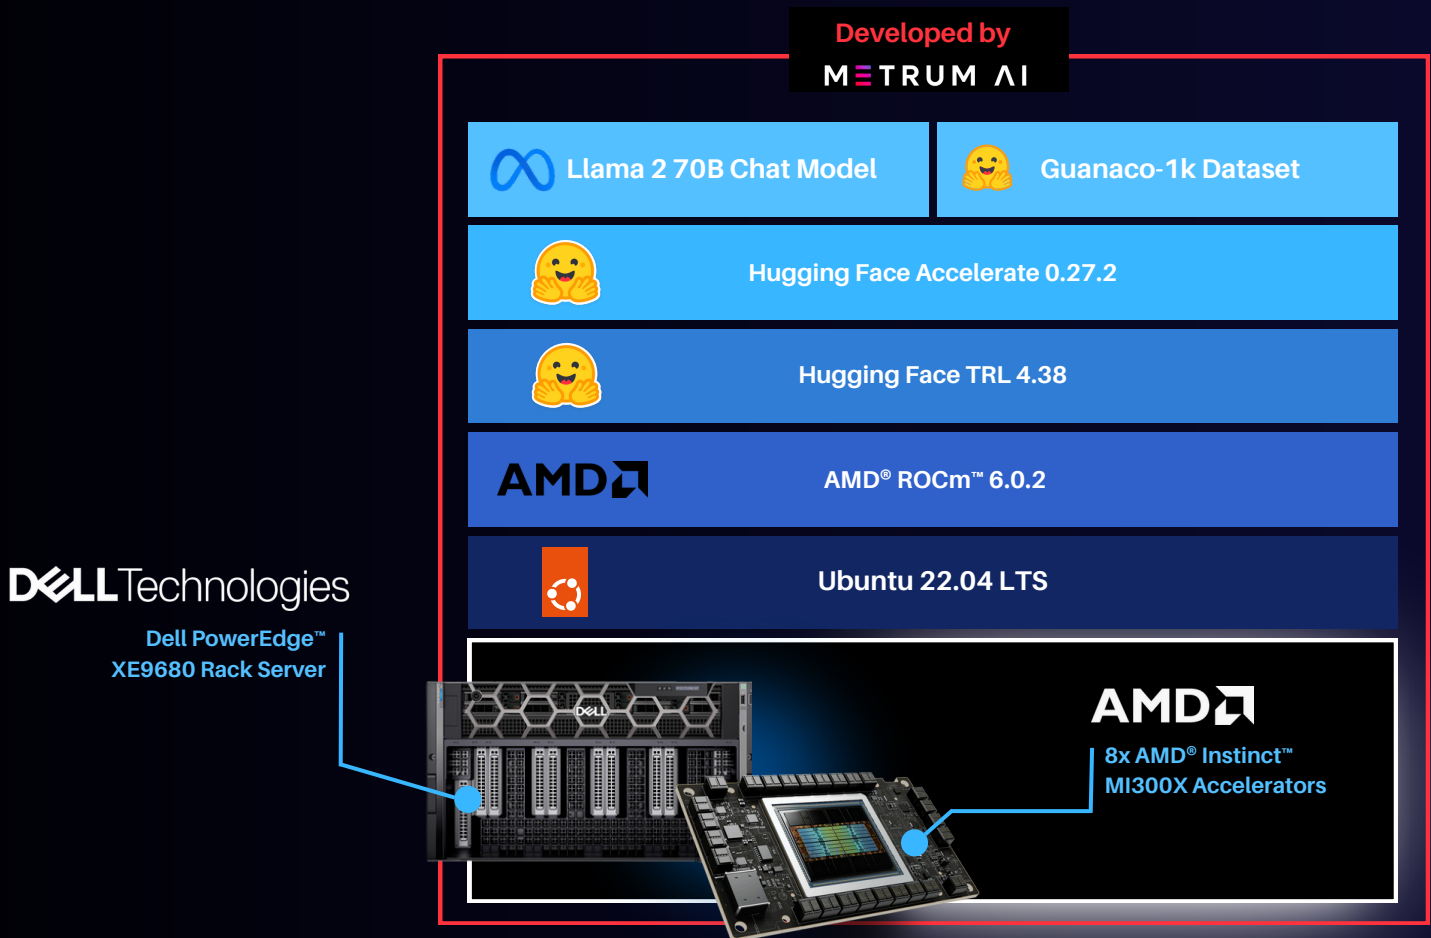 Developed by
METRUM AI
Llama 2 70B Chat Model
Guanaco-1k Dataset
Hugging Face Accelerate 0.27.2
Hugging Face TRL 4.38
AMD
AMD® ROCm™ 6.0.2
Ubuntu 22.04 LTS
DELL Technologies
Dell PowerEdge™
XE9680 Rack Server
DELL
AMD
8x AMD® Instinct™
MI300X Accelerators